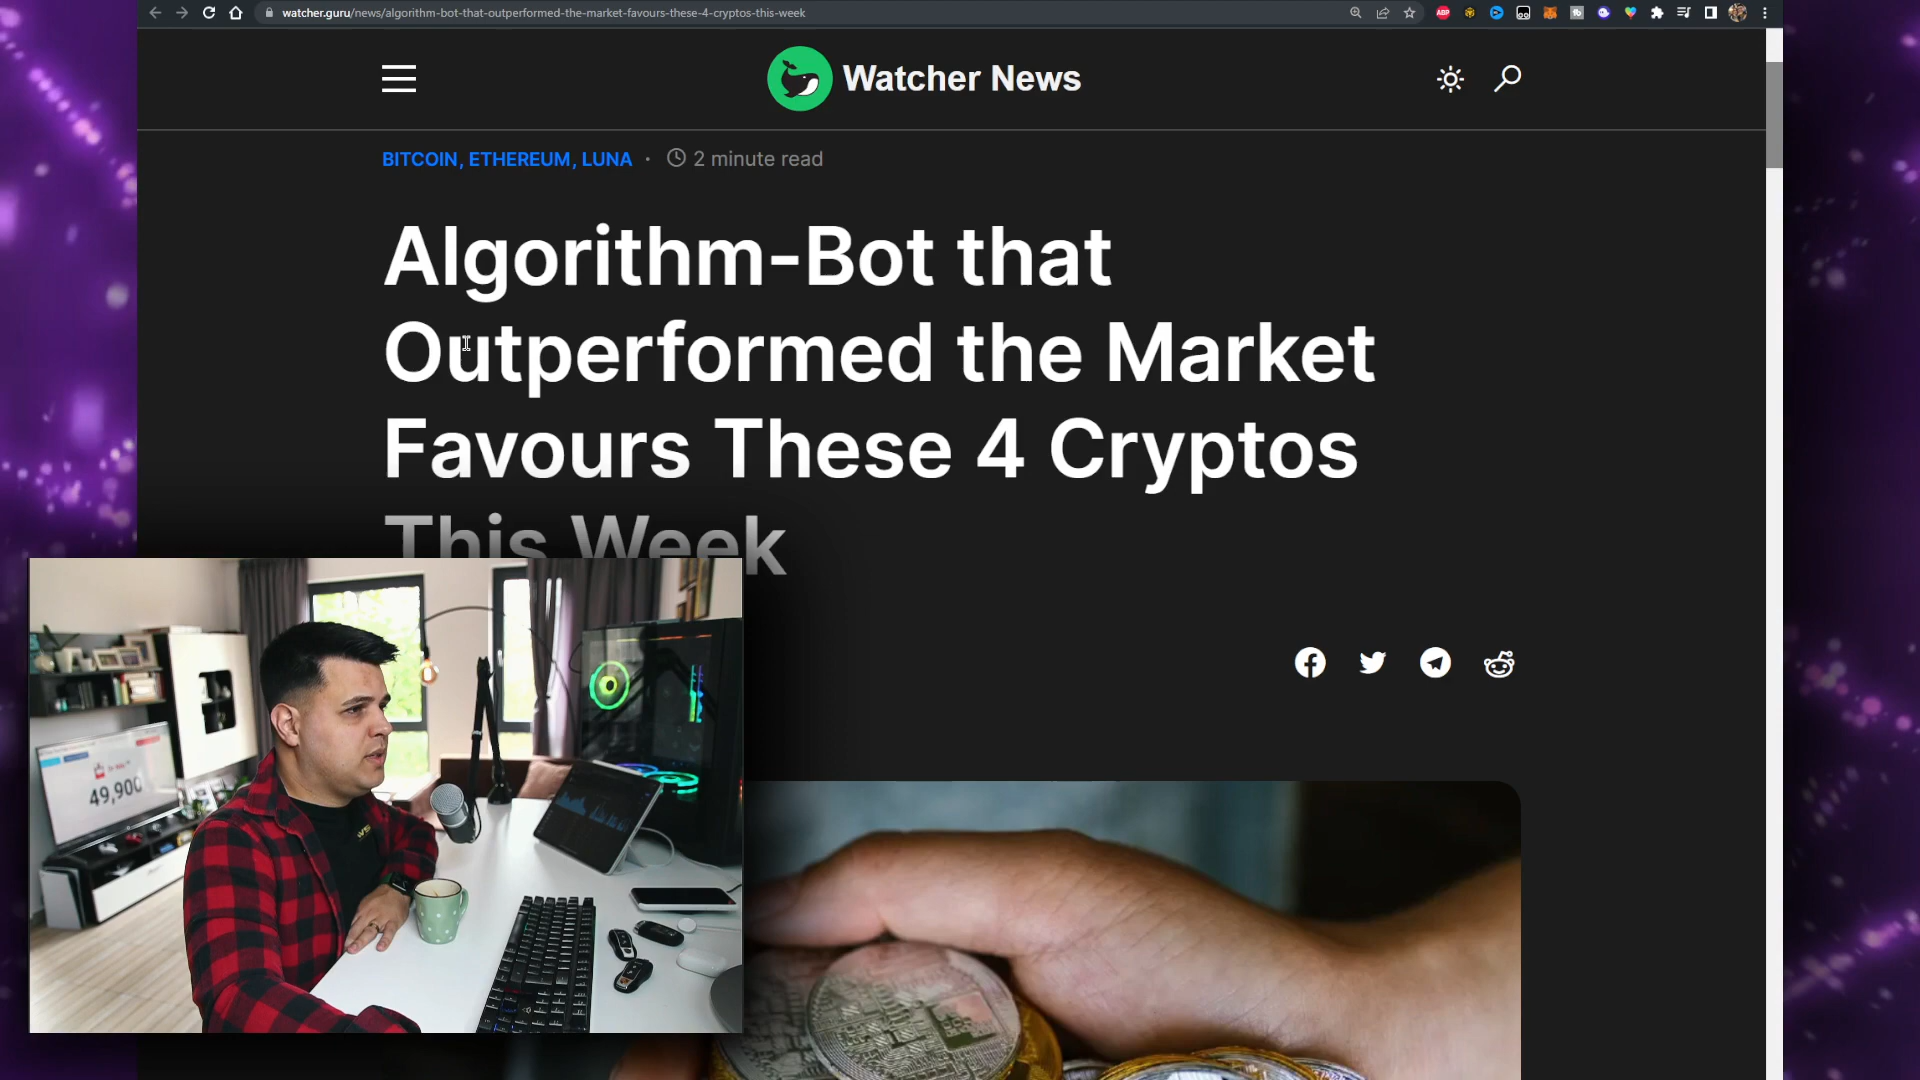 watcher.guru/news/algorithm-bot-that-outperformed-the-market-favours-these-4-cryptos-this-week
ABP
Watcher News
BITCOIN, ETHEREUM, LUNA · 2 minute read
Algorithm-Bot that
Outperformed the Market
Favours These 4 Cryptos
This Week
49,900